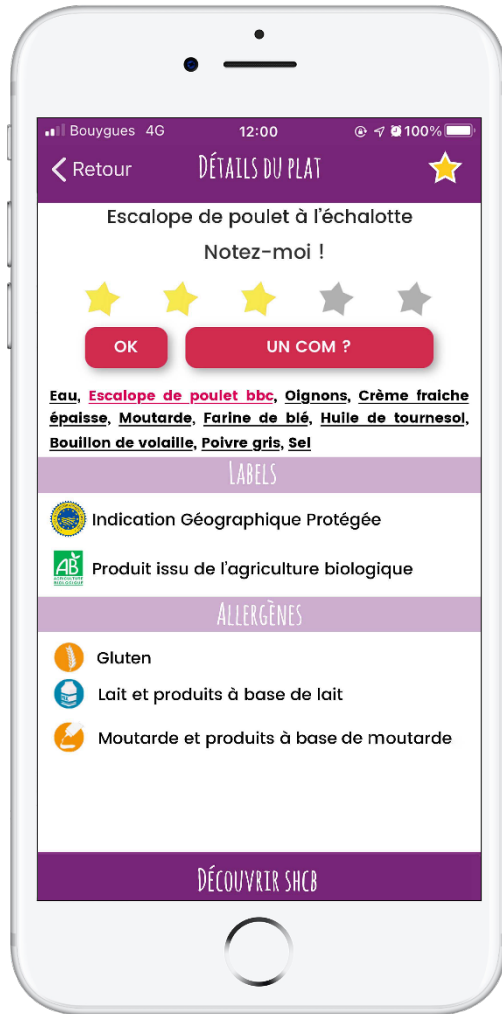 Bouygues 4G 12:00 100%
Retour DÉTAILS DU PLAT
Escalope de poulet à l'échalotte
Notez-moi !
OK UN COM ?
Eau, Escalope de poulet bbc, Oignons, Crème fraiche
épaisse, Moutarde, Farine de blé, Huile de tournesol,
Bouillon de volaille, Poivre gris, Sel
LABELS
Indication Géographique Protégée
AB
AGRICULTURE
BIOLOGIQUE
Produit issu de l'agriculture biologique
ALLERGÈNES
Gluten
Lait et produits à base de lait
Moutarde et produits à base de moutarde
DÉCOUVRIR SHCB